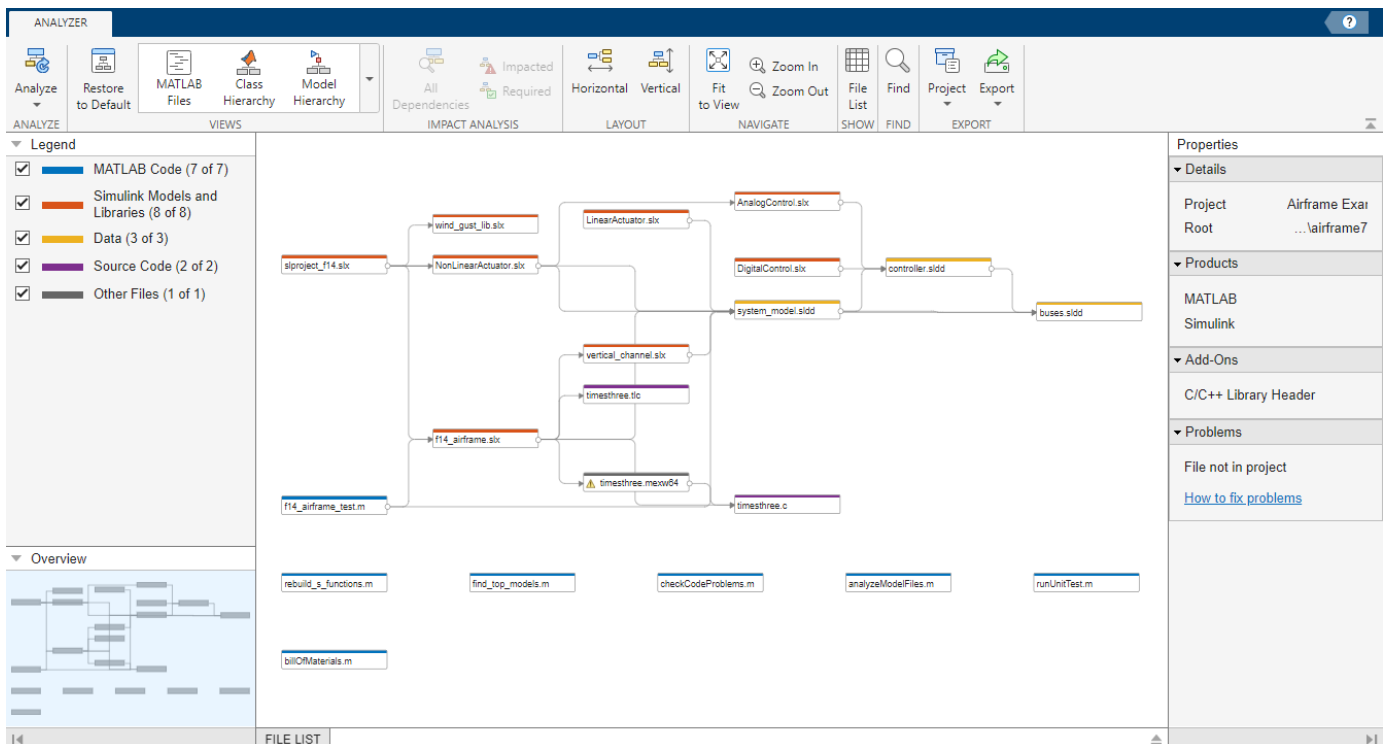 ANALYZER
?
Analyze
Restore
to Default
MATLAB
Files
Class
Hierarchy
Model
Hierarchy
All
Dependencies
Impacted
Required
Horizontal
Vertical
Fit
to View
Zoom In
Zoom Out
File
List
Find
Project
Export
ANALYZE
VIEWS
IMPACT ANALYSIS
LAYOUT
NAVIGATE
SHOW
FIND
EXPORT
Legend
MATLAB Code (7 of 7)
Simulink Models and
Libraries (8 of 8)
Data (3 of 3)
Source Code (2 of 2)
Other Files (1 of 1)
Overview
AnalogControl.slx
wind_gust_lib.slx
LinearActuator.slx
slproject_f14.slx
NonLinearActuator.slx
DigitalControl.slx
controller.sldd
system_model.sldd
buses.sldd
vertical_channel.slx
timesthree.tlc
f14_airframe.slx
timesthree.mexw64
f14_airframe_test.m
timesthree.c
rebuild_s_functions.m
find_top_models.m
checkCodeProblems.m
analyzeModelFiles.m
runUnitTest.m
billOfMaterials.m
FILE LIST
Properties
Details
Project Airframe Exar
Root ...\airframe7
Products
MATLAB
Simulink
Add-Ons
C/C++ Library Header
Problems
File not in project
How to fix problems